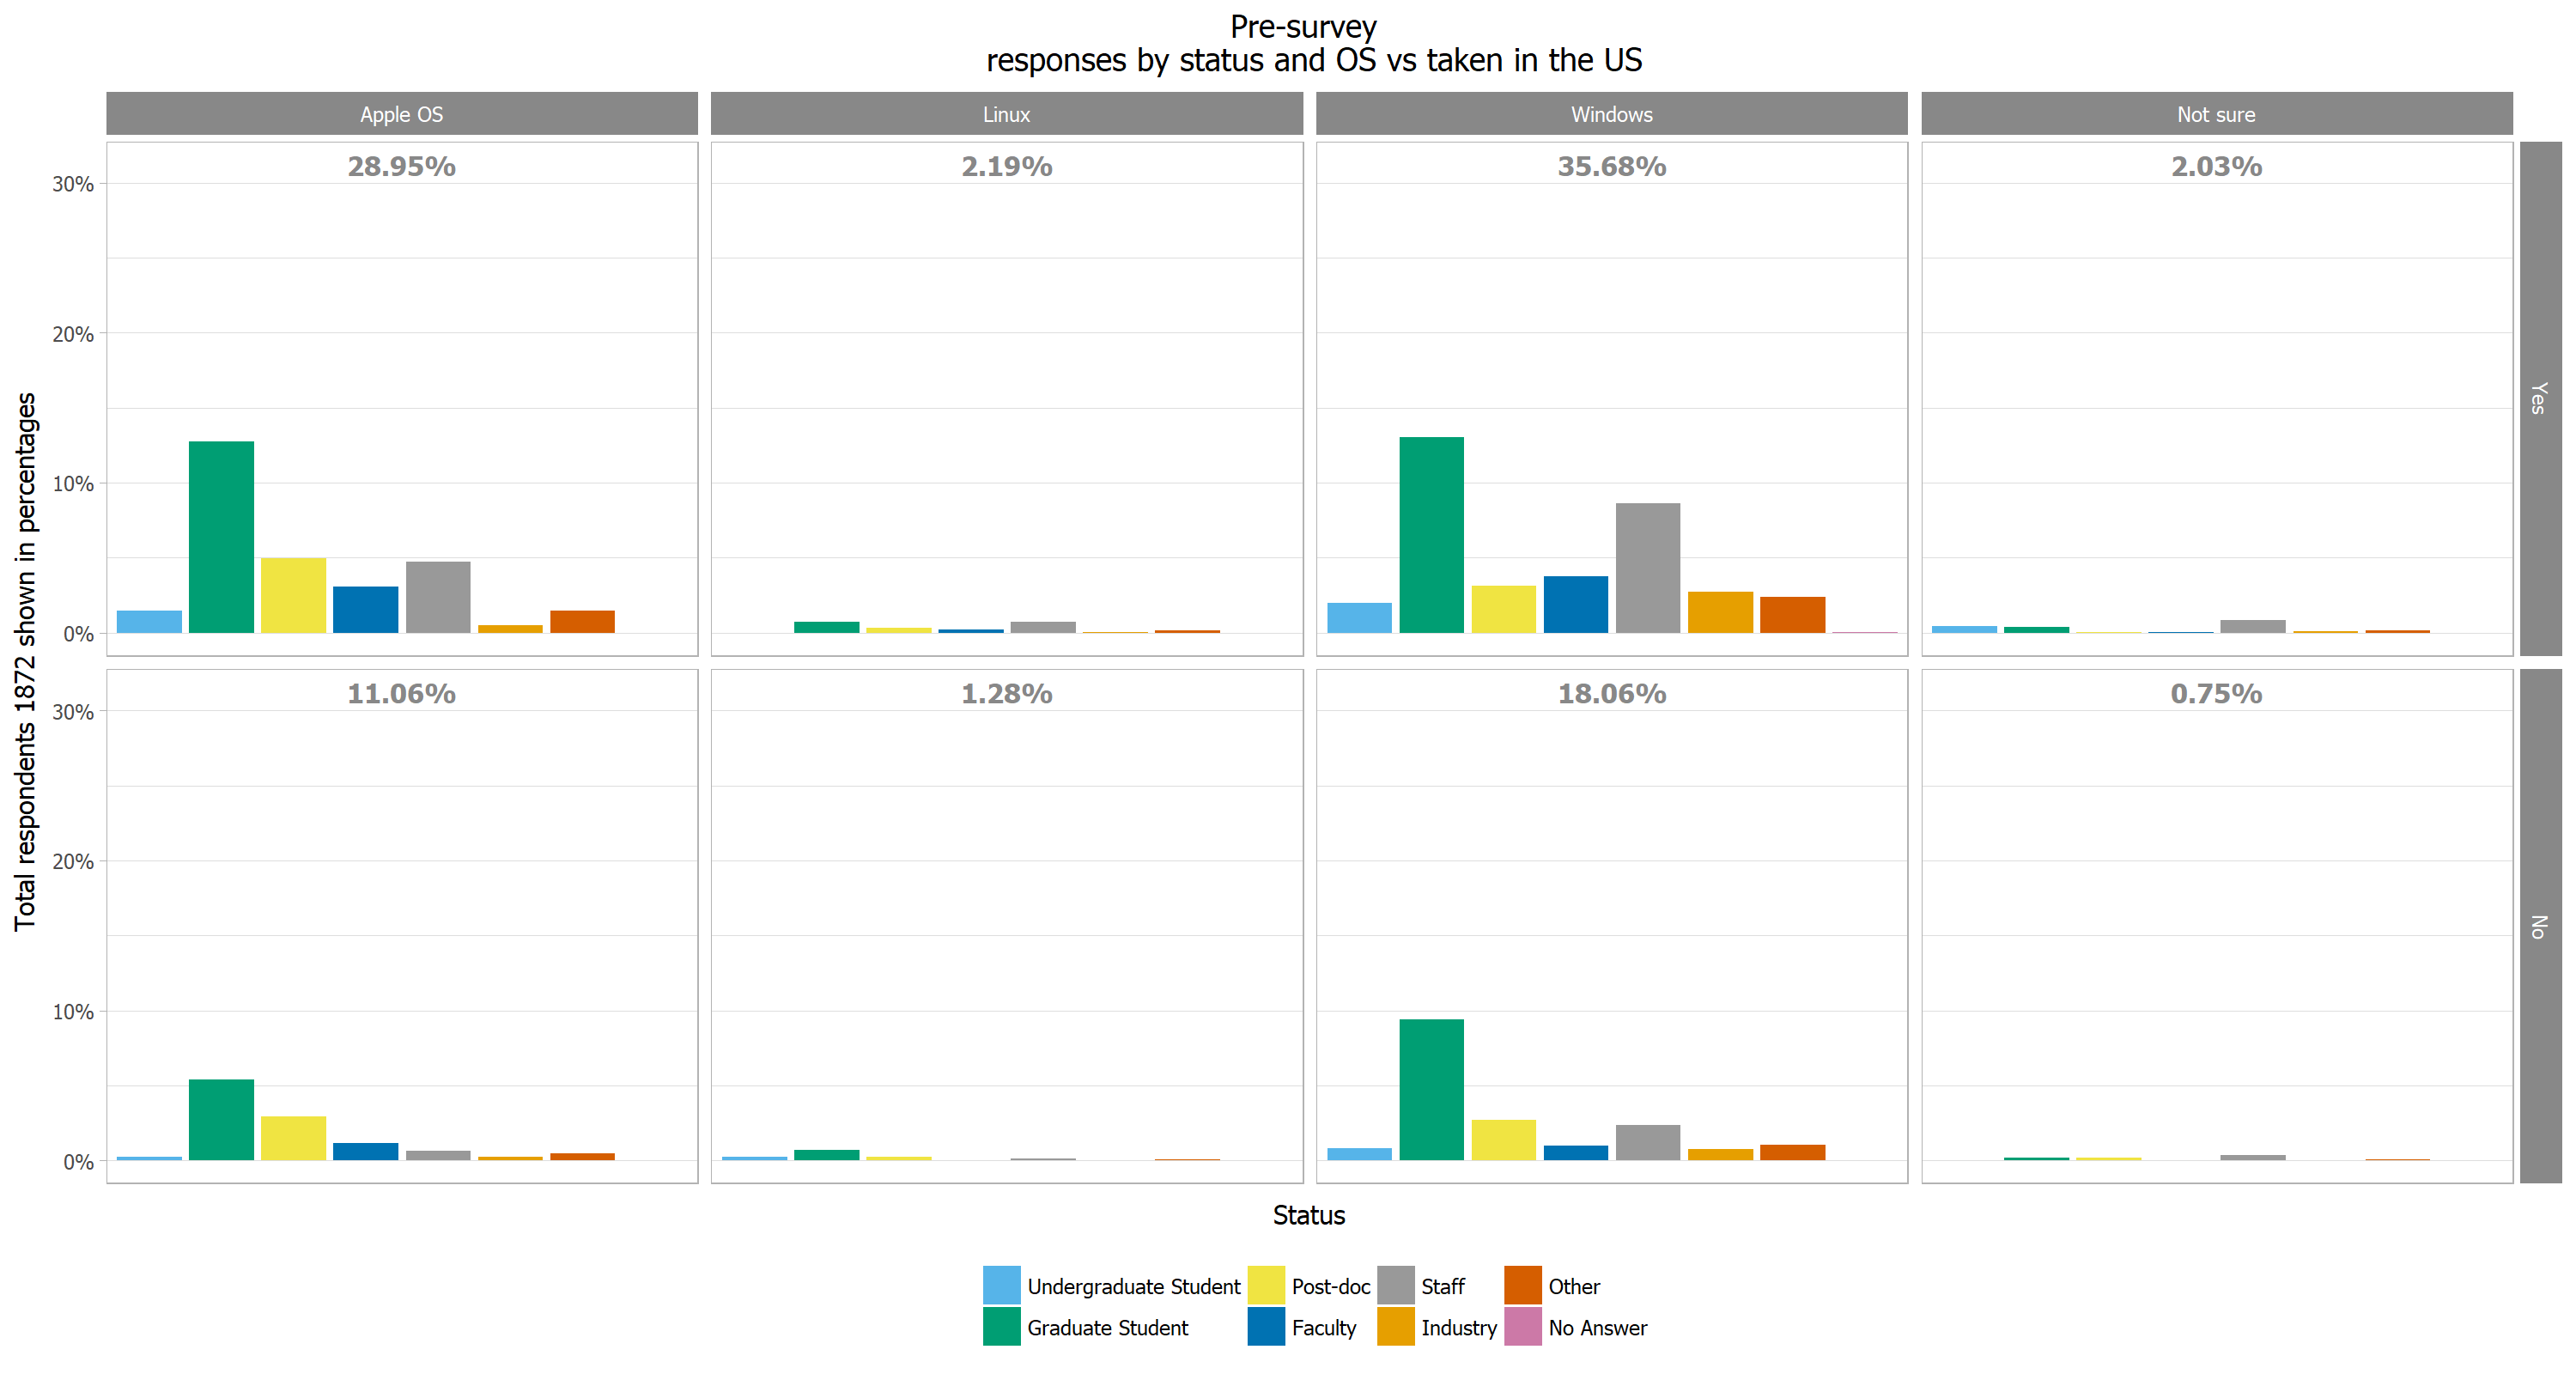 Pre-survey
responses by status and OS vs taken in the US
Apple OS
Linux
Windows
Not sure
28.95%
2.19%
35.68%
2.03%
30%
20%
10%
0%
Yes
11.06%
1.28%
18.06%
0.75%
30%
20%
10%
0%
No
Total respondents 1872 shown in percentages
Status
Undergraduate Student
Post-doc
Staff
Other
Graduate Student
Faculty
Industry
No Answer